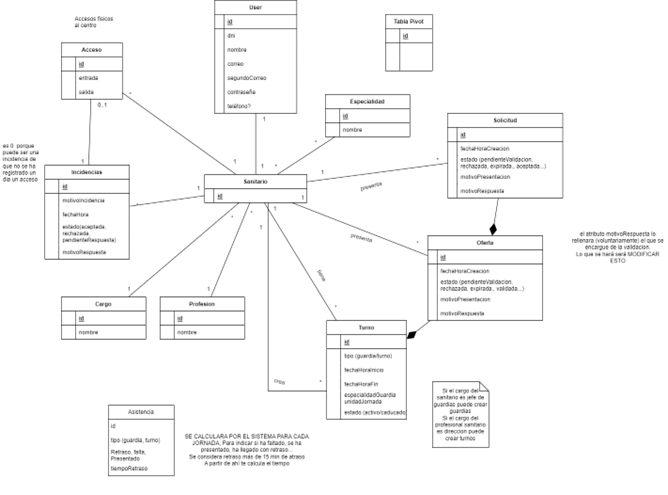 Accesos físicos
al centro
User
id
dni
nombre
correo
segundoCorreo
contraseña
teléfono?
Tabla Pivot
id
Acceso
id
entrada
salida
0..1
*
1
Especialidad
id
nombre
*
Solicitud
id
fechaHoraCreacion
estado (pendienteValidacion,
rechazada, expirada,, aceptada...)
motivoPresentacion
motivoRespuesta
es 0 porque
puede ser una
incidencia de
que no se ha
registrado un
dia un acceso
1
Incidencias
id
motivoIncidencia
fechaHora
estado(aceptada,
rechazada,
pendienteRespuesta)
motivoRespuesta
*
1
1
1
1..*
Sanitario
id
1
presenta
*
1
presenta
*
*
*
1
1
1
1
Oferta
id
fechaHoraCreacion
estado (pendienteValidacion,
rechazada, expirada,, validada...)
motivoPresentacion
motivoRespuesta
el atributo motivoRespuesta lo
rellenara (voluntariamente) el que se
encargue de la validacion.
Lo que se hará será MODIFICAR
ESTO
Cargo
id
nombre
Profesion
id
nombre
tiene
*
Turno
id
tipo (guardia/turno)
fechaHoraInicio
fechaHoraFin
especialidadGuardia
unidadJornada
estado (activo/caducado
crea
*
Si el cargo del
sanitario es jefe de
guardias puede crear
guardias
Si el cargo del
profesional sanitario
es direccion puede
crear turnos
Asistencia
id
tipo (guardia, turno)
Retraso, falta,
Presentado
tiempoRetraso
SE CALCULARA POR EL SISTEMA PARA CADA
JORNADA, Para indicar si ha faltado, se ha
presentado, ha llegado con retraso...
Se considera retraso más de 15 min de atraso
A partir de ahí te calcula el tiempo